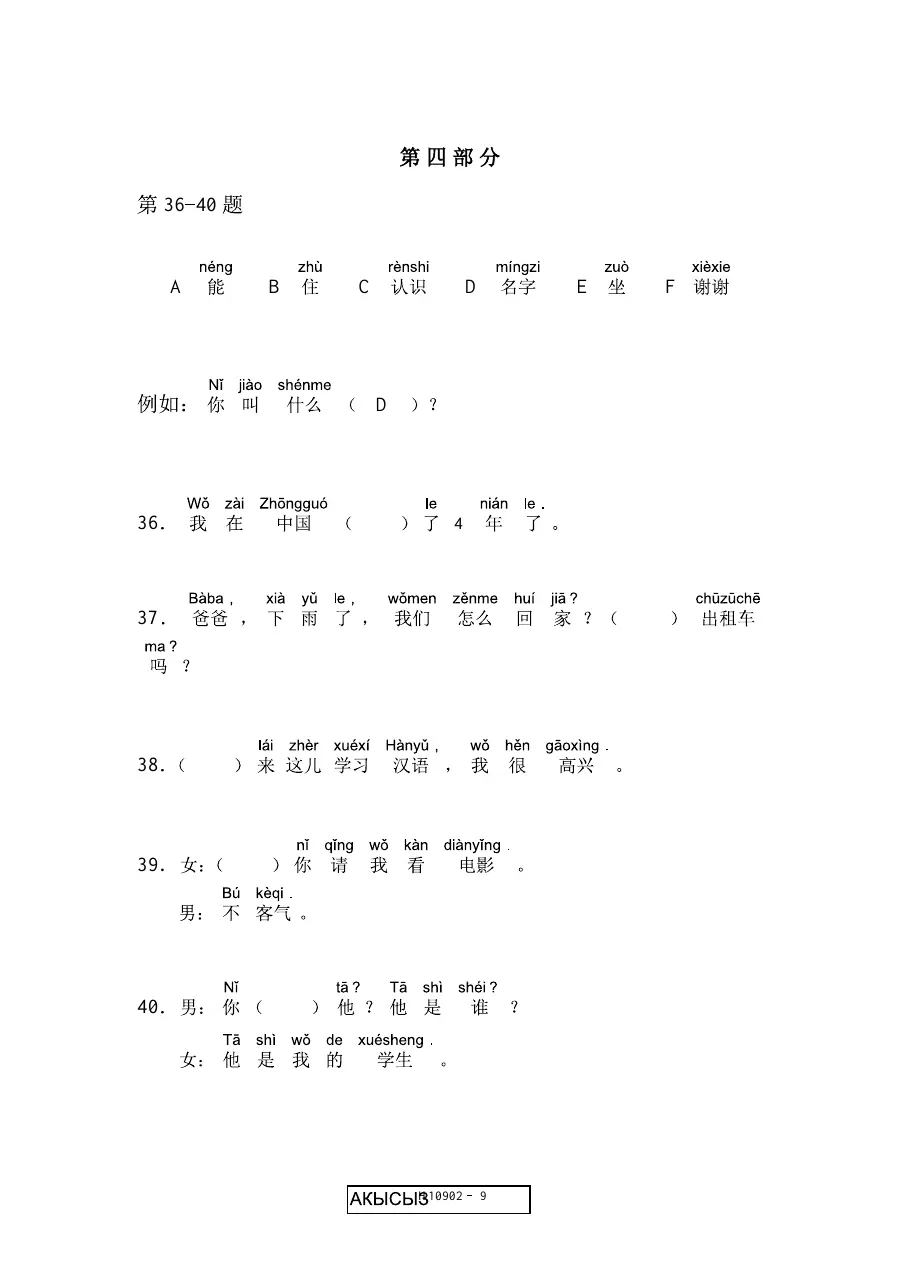 第四部分
第 36-40 题
néng zhù rènshi míngzi zuò xièxie
A 能 B 住 C 认识 D 名字 E 坐 F 谢谢
Nǐ jiào shénme
例如: 你 叫 什么 ( D )?
Wǒ zài Zhōngguó le nián le.
36. 我 在 中国 ( )了 4 年 了。
Bàba, xià yǔ le, wǒmen zěnme huí jiā? chūzūchē
37. 爸爸, 下 雨 了, 我们 怎么 回 家?( ) 出租车
ma?
吗?
lái zhèr xuéxí Hànyǔ, wǒ hěn gāoxìng.
38.( )来 这儿 学习 汉语, 我 很 高兴。
nǐ qǐng wǒ kàn diànyǐng.
39. 女:( )你 请 我 看 电影。
Bú kèqi.
男: 不 客气。
Nǐ tā? Tā shì shéi?
40. 男: 你( )他? 他 是 谁?
Tā shì wǒ de xuésheng.
女: 他 是 我 的 学生。
АКЫСЫЗ 10902 - 9